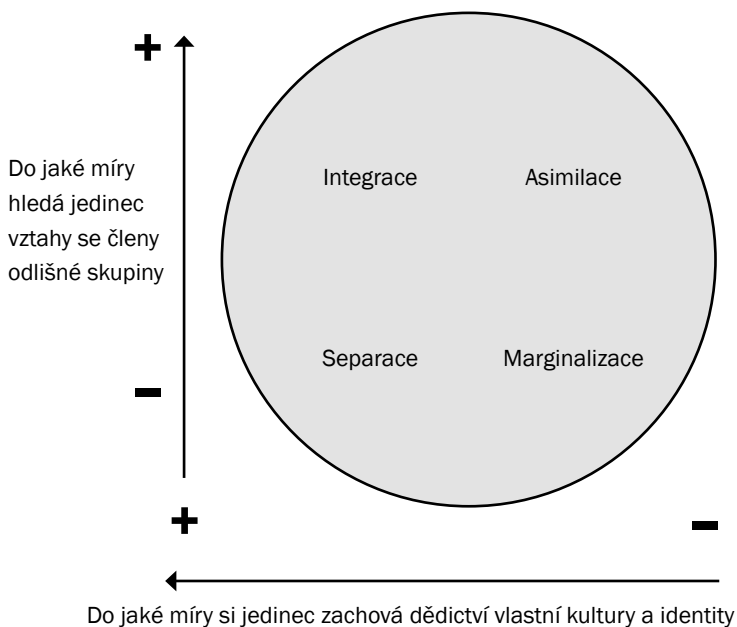 +
Do jaké míry
hledá jedinec
vztahy se členy
odlišné skupiny
Integrace Asimilace
Separace Marginalizace
–
+ –
Do jaké míry si jedinec zachová dědictví vlastní kultury a identity